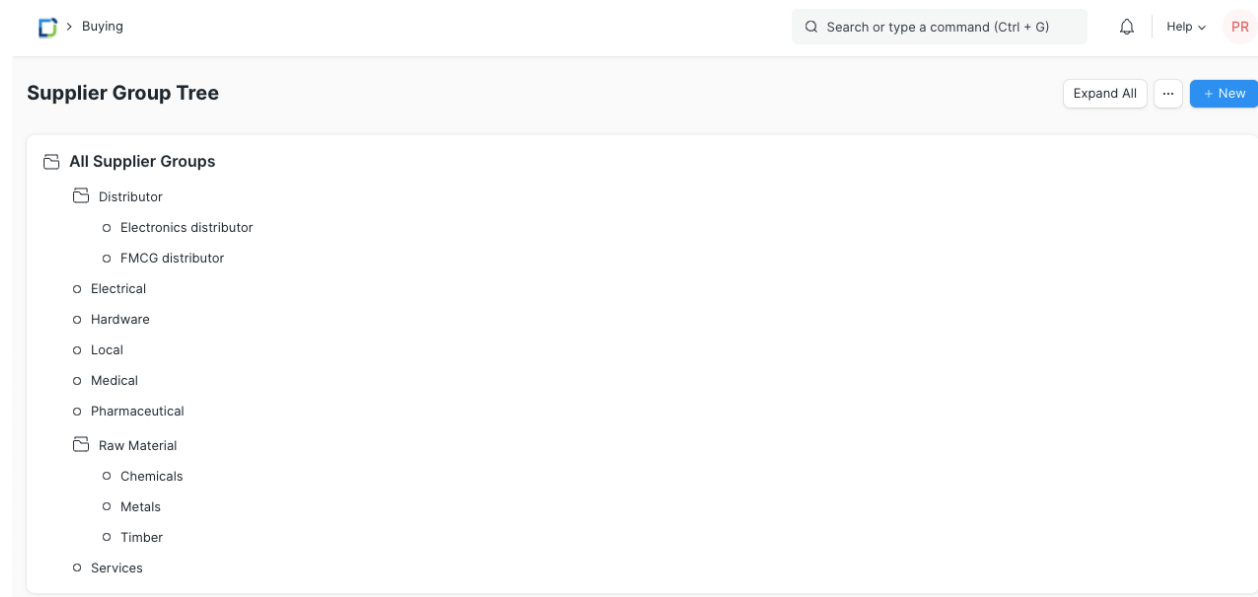 > Buying Search or type a command (Ctrl + G) Help PR
Supplier Group Tree Expand All ... + New
All Supplier Groups
Distributor
Electronics distributor
FMCG distributor
Electrical
Hardware
Local
Medical
Pharmaceutical
Raw Material
Chemicals
Metals
Timber
Services